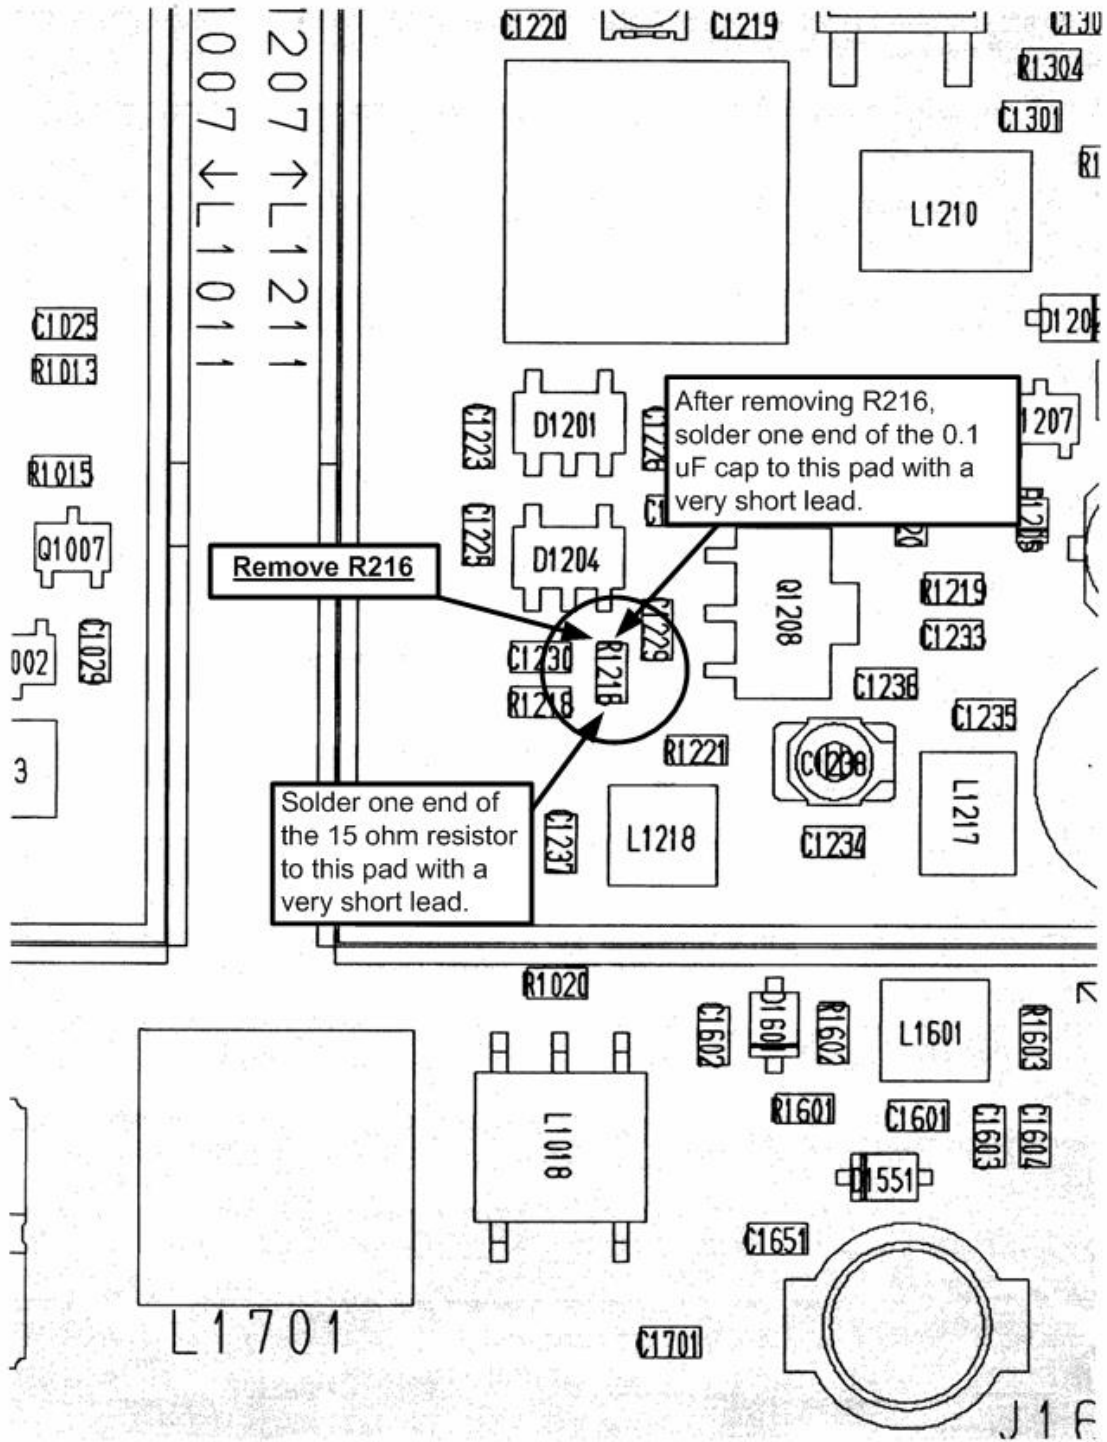 C1220
C1219
R1304
C1301
L1210
207↑L1211
007↓L1011
C1025
R1013
R1015
Q1007
C1029
002
3
D1201
C1223
C1225
D1204
After removing R216,
solder one end of the 0.1
uF cap to this pad with a
very short lead.
1207
Remove R216
C1229
C1230
R1216
R1218
Q1208
R1219
C1233
C1236
C1235
R1221
C1238
L1217
C1234
L1218
C1237
Solder one end of
the 15 ohm resistor
to this pad with a
very short lead.
R1020
C1602
D1601
R1602
L1601
R1603
R1601
C1601
C1603
C1604
L1018
D1551
C1651
L1701
C1701